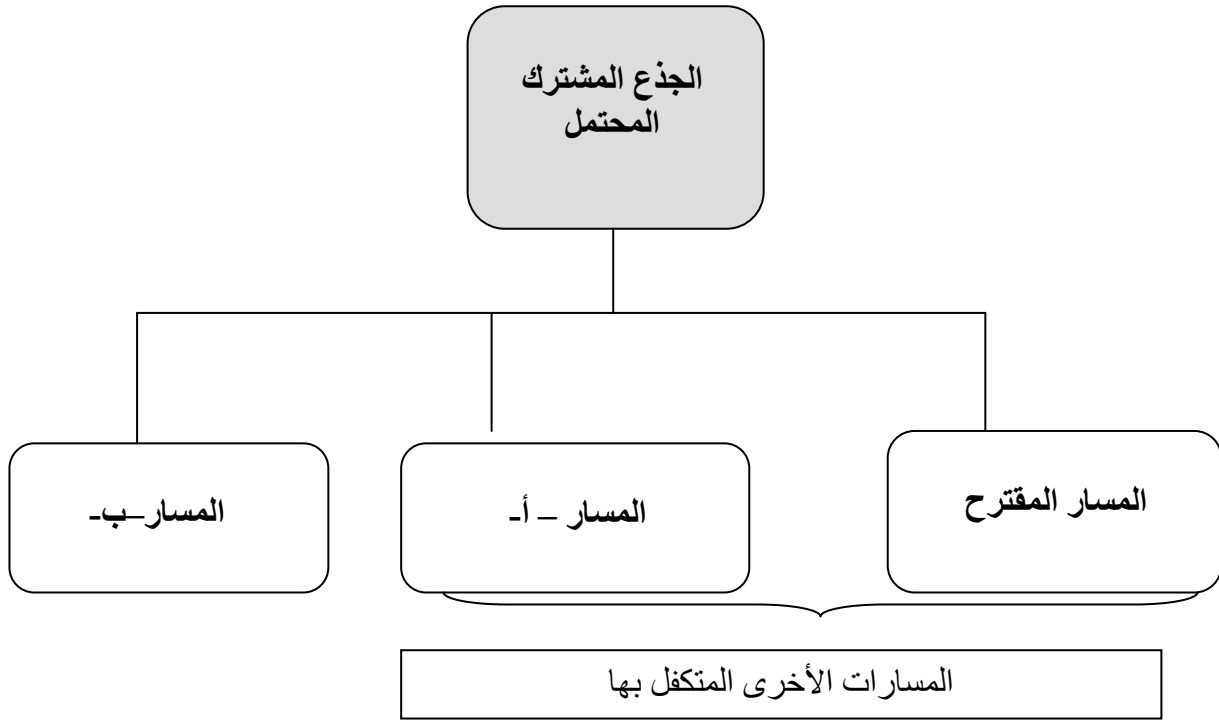 الجذع المشترك
المحتمل
المسار المقترح
المسار – أ-
المسار–ب-
المسارات الأخرى المتكفل بها